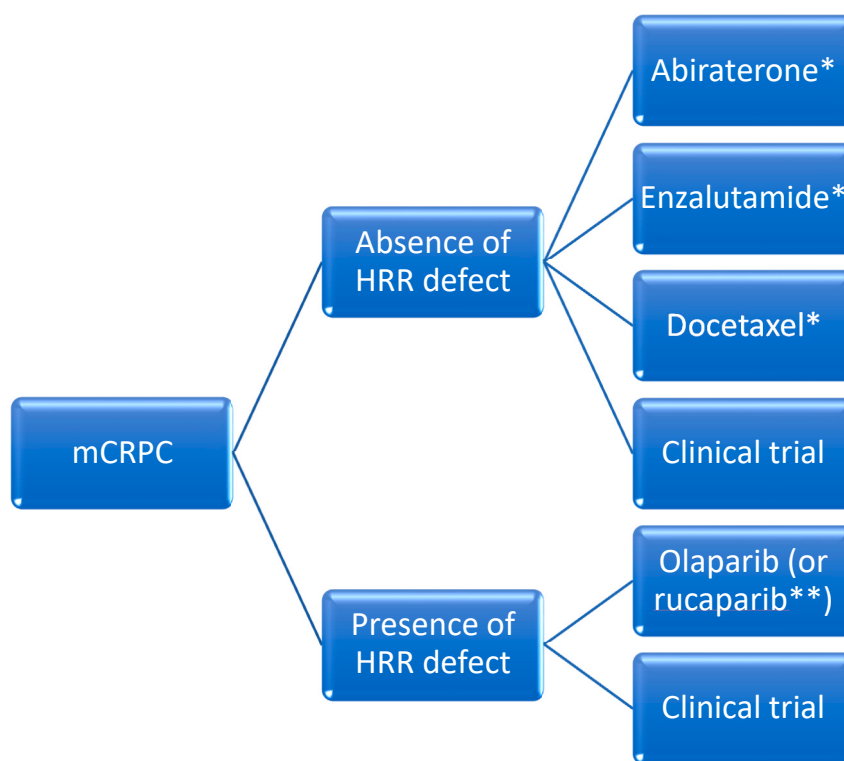 Abiraterone*
Enzalutamide*
Absence of
HRR defect
Docetaxel*
mCRPC
Clinical trial
Olaparib (or
rucaparib**)
Presence of
HRR defect
Clinical trial